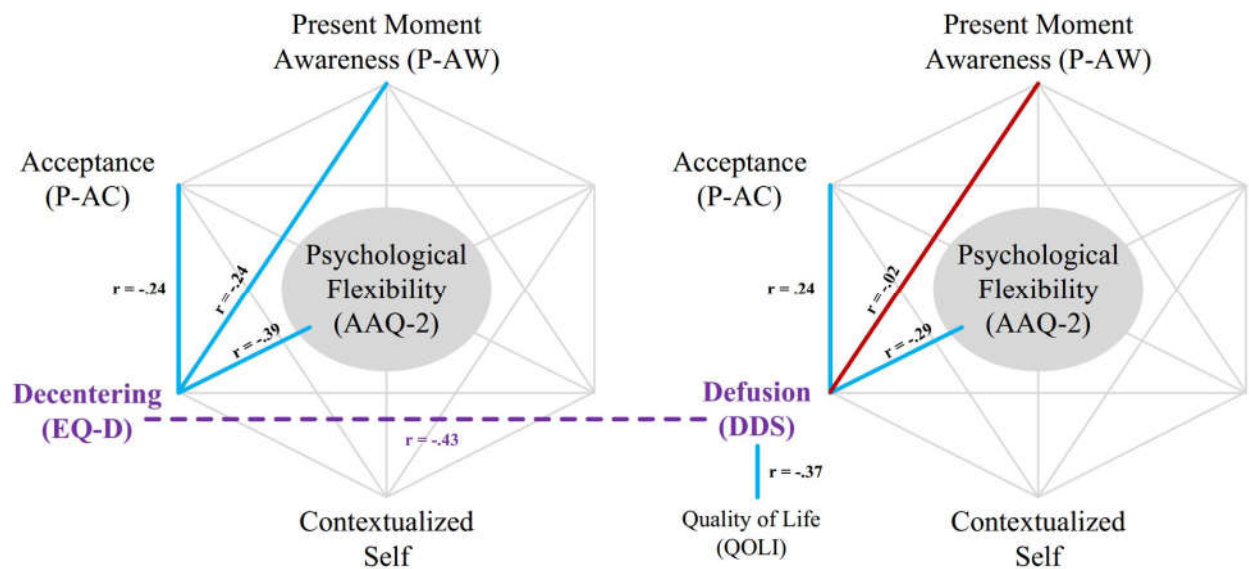 Present Moment
Awareness (P-AW)
Acceptance
(P-AC)
r = -.24
r = -.24
r = -.39
Psychological
Flexibility
(AAQ-2)
Decentering
(EQ-D)
r = -.43
Contextualized
Self
Present Moment
Awareness (P-AW)
Acceptance
(P-AC)
r = .24
r = -.02
r = -.29
Psychological
Flexibility
(AAQ-2)
Defusion
(DDS)
r = -.37
Quality of Life
(QOLI)
Contextualized
Self